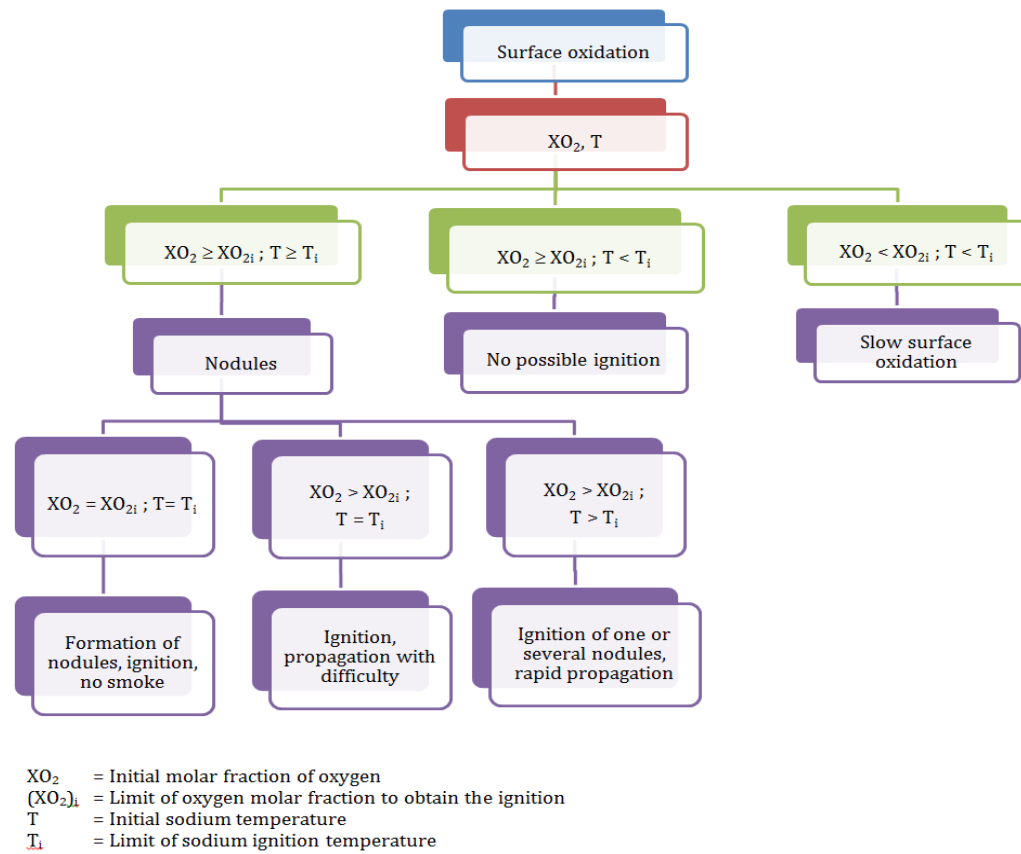 Surface oxidation
XO₂, T
XO₂ ≥ XO₂ᵢ ; T ≥ Tᵢ
XO₂ ≥ XO₂ᵢ ; T < Tᵢ
XO₂ < XO₂ᵢ ; T < Tᵢ
Nodules
No possible ignition
Slow surface
oxidation
XO₂ = XO₂ᵢ ; T= Tᵢ
XO₂ > XO₂ᵢ ;
T = Tᵢ
XO₂ > XO₂ᵢ ;
T > Tᵢ
Formation of
nodules, ignition,
no smoke
Ignition,
propagation with
difficulty
Ignition of one or
several nodules,
rapid propagation
XO₂ = Initial molar fraction of oxygen
(XO₂)ᵢ = Limit of oxygen molar fraction to obtain the ignition
T = Initial sodium temperature
Tᵢ = Limit of sodium ignition temperature